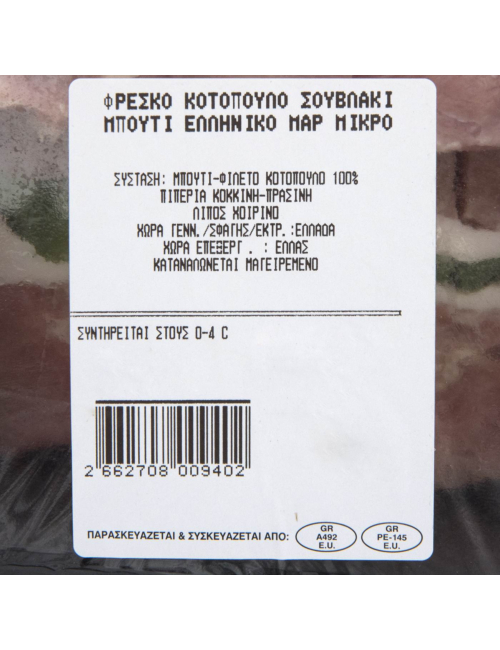 ΦΡΕΣΚΟ ΚΟΤΟΠΟΥΛΟ ΣΟΥΒΛΑΚΙ
ΜΠΟΥΤΙ ΕΛΛΗΝΙΚΟ ΜΑΡ ΜΙΚΡΟ
ΣΥΣΤΑΣΗ: ΜΠΟΥΤΙ-ΦΙΛΕΤΟ ΚΟΤΟΠΟΥΛΟ 100%
ΠΙΠΕΡΙΑ ΚΟΚΚΙΝΗ-ΠΡΑΣΙΝΗ
ΛΙΠΟΣ ΧΟΙΡΙΝΟ
ΧΩΡΑ ΓΕΝΝ./ΣΦΑΓΗΣ/ΕΚΤΡ.:ΕΛΛΑΔΑ
ΧΩΡΑ ΕΠΕΞΕΡΓ . : ΕΛΛΑΣ
ΚΑΤΑΝΑΛΩΝΕΤΑΙ ΜΑΓΕΙΡΕΜΕΝΟ
ΣΥΝΤΗΡΕΙΤΑΙ ΣΤΟΥΣ 0-4 C
2 662708 009402
ΠΑΡΑΣΚΕΥΑΖΕΤΑΙ & ΣΥΣΚΕΥΑΖΕΤΑΙ ΑΠΟ:
GR
A492
E.U.
GR
PE-145
E.U.